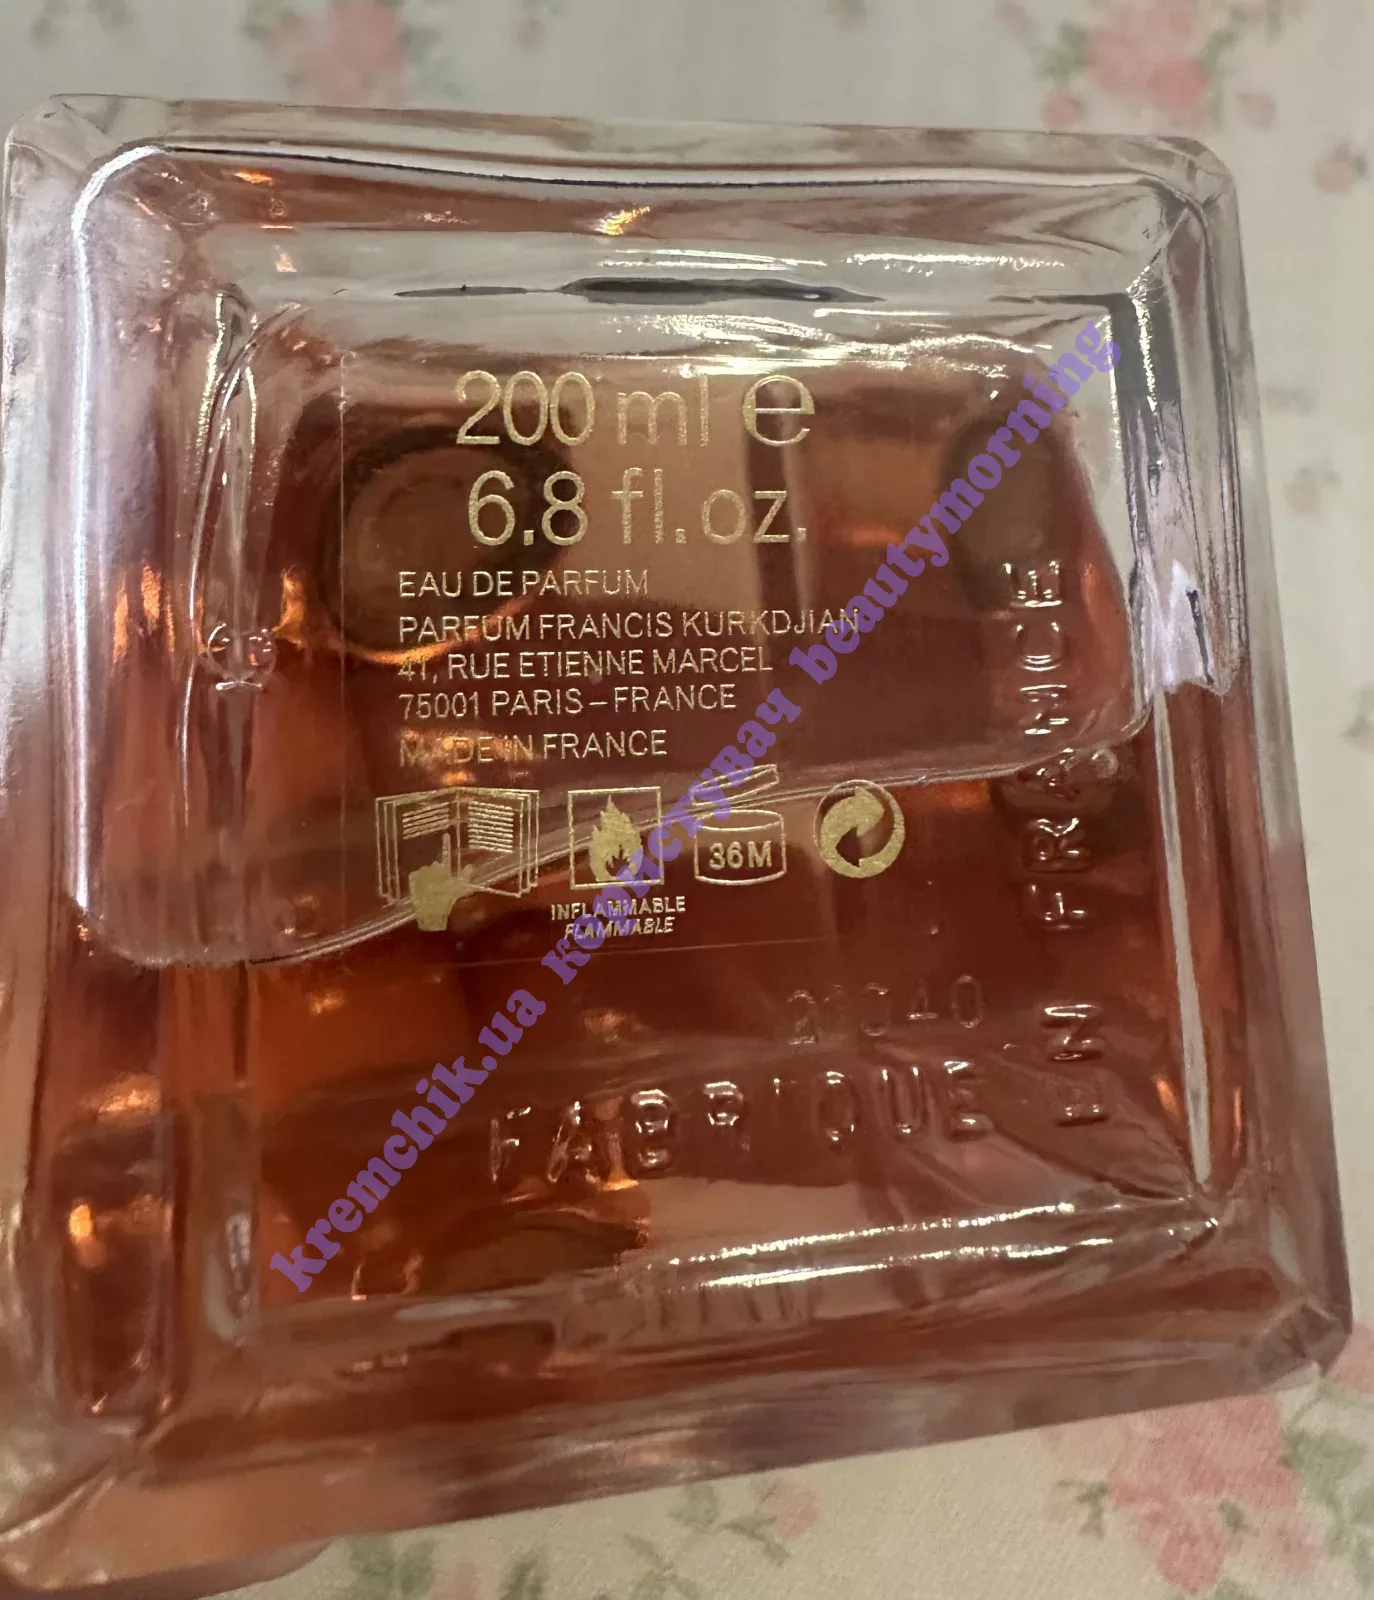 200 ml e
6.8 fl.oz.
EAU DE PARFUM
PARFUM FRANCIS KURKDJIAN
41, RUE ETIENNE MARCEL
75001 PARIS – FRANCE
MADE IN FRANCE
36M
INFLAMMABLE
FLAMMABLE
FABRIQUE
EN FRANCE
kremchik.ua користувач beautymorning